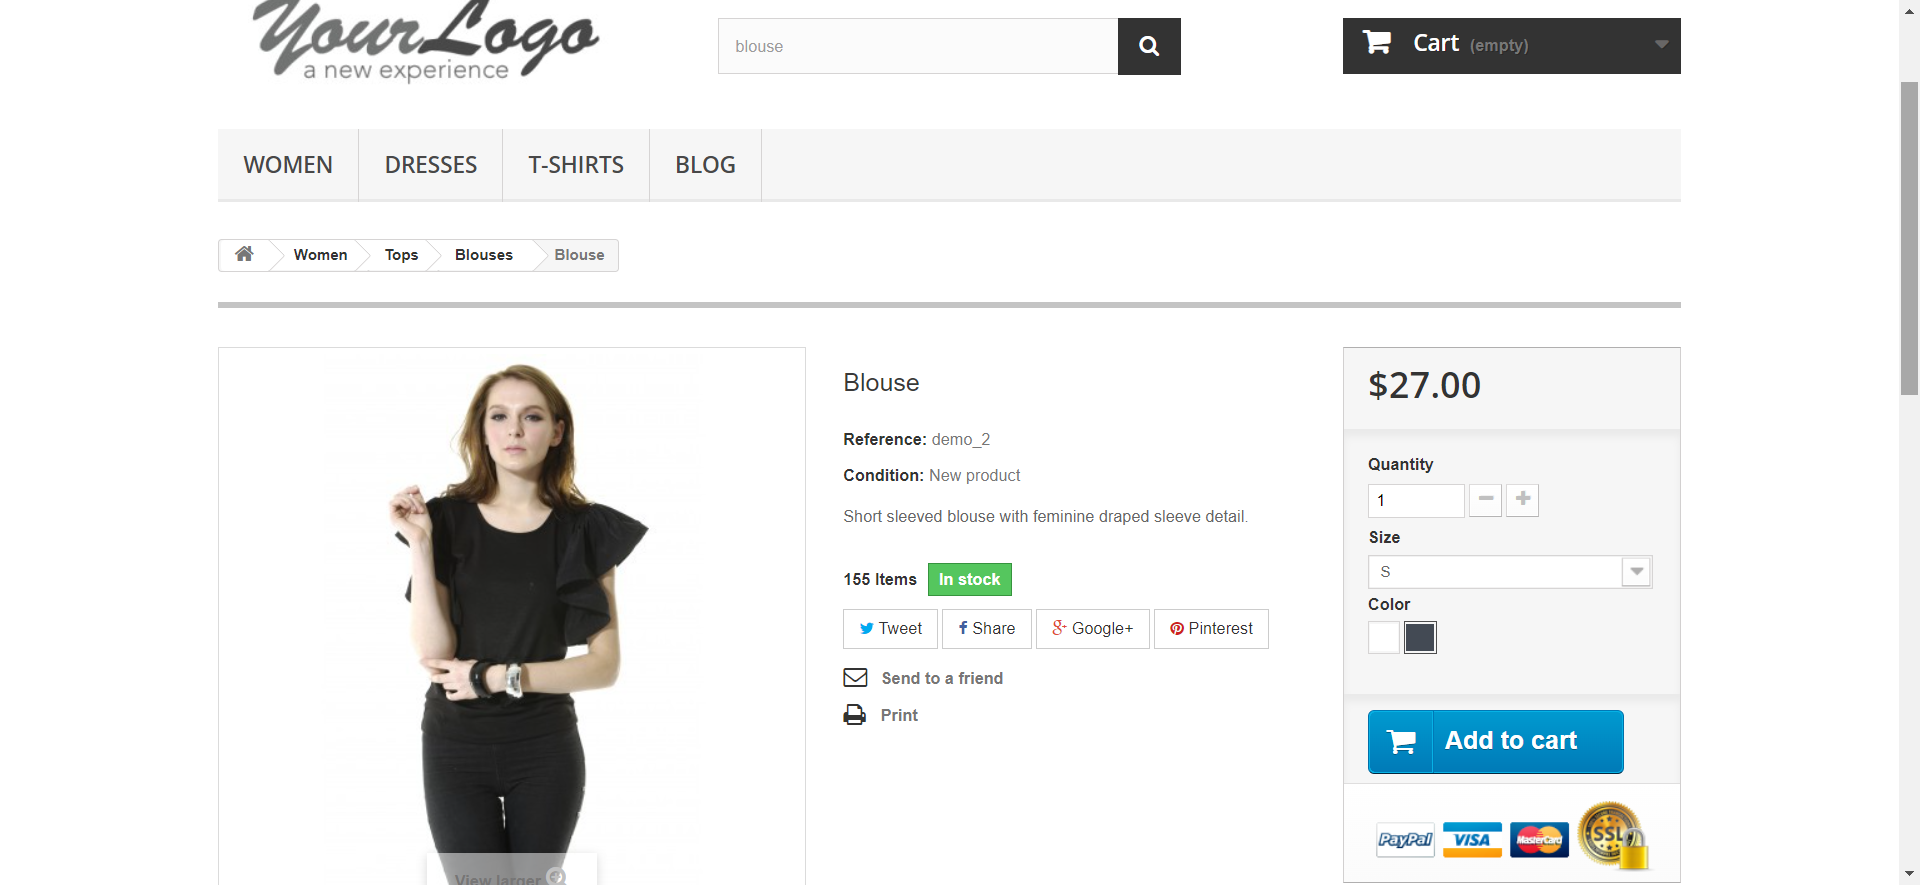 YourLogo
a new experience
blouse
Cart (empty)
WOMEN DRESSES T-SHIRTS BLOG
Women Tops Blouses Blouse
Blouse
Reference: demo_2
Condition: New product
Short sleeved blouse with feminine draped sleeve detail.
155 Items In stock
Tweet Share Google+ Pinterest
Send to a friend
Print
View larger
$27.00
Quantity
1
Size
S
Color
Add to cart
PayPal VISA MasterCard SSL